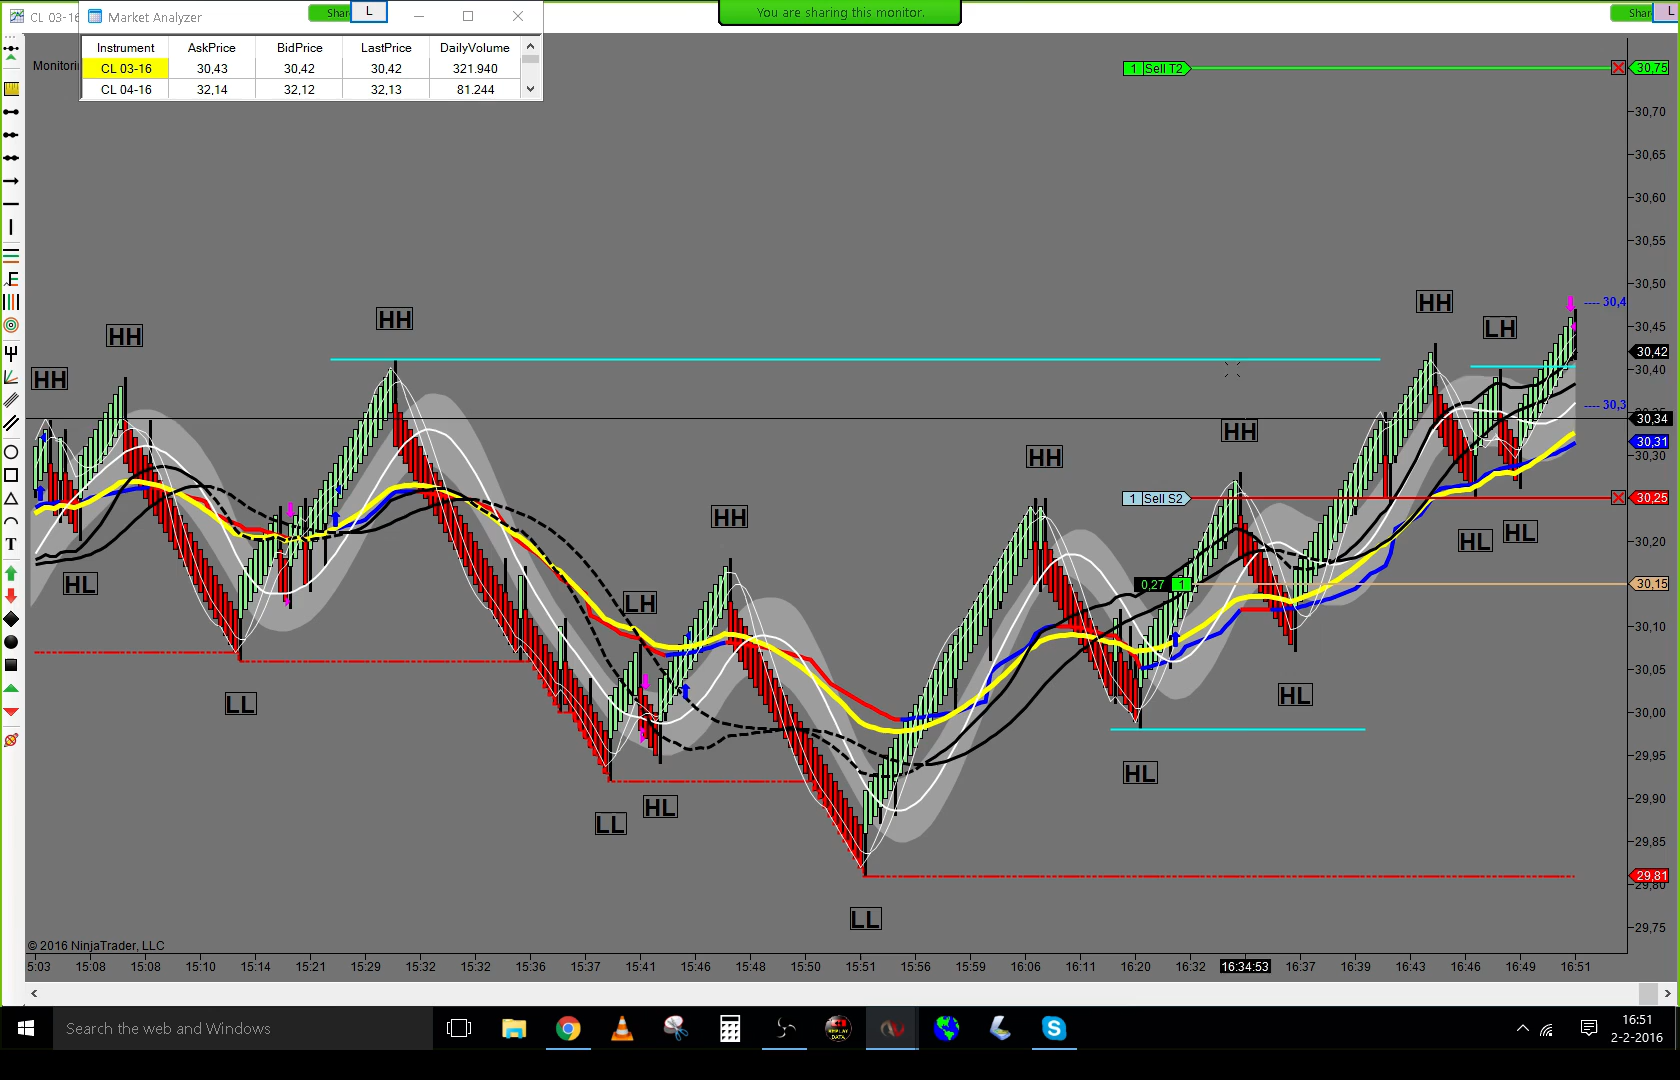 CL 03-16
Market Analyzer
Shar
L
You are sharing this monitor.
Shar
L
Monitori
Instrument AskPrice BidPrice LastPrice DailyVolume
CL 03-16 30,43 30,42 30,42 321.940
CL 04-16 32,14 32,12 32,13 81.244
1 Sell T2
30,75
30,70
30,65
30,60
30,55
30,50
HH
---- 30,4
HH
LH
30,45
HH
30,42
30,40
HH
---- 30,3
30,34
HH
30,31
HH
30,30
1 Sell S2
30,25
HH
HL
HL
30,20
HL
0,27 1
30,15
LH
30,10
30,05
HL
LL
30,00
29,95
HL
29,90
HL
LL
29,85
29,81
29,80
LL
29,75
© 2016 NinjaTrader, LLC
5:03 15:08 15:08 15:10 15:14 15:21 15:29 15:32 15:32 15:36 15:37 15:41 15:46 15:48 15:50 15:51 15:56 15:59 16:06 16:11 16:20 16:32 16:34:53 16:37 16:39 16:43 16:46 16:49 16:51
Search the web and Windows
16:51
2-2-2016